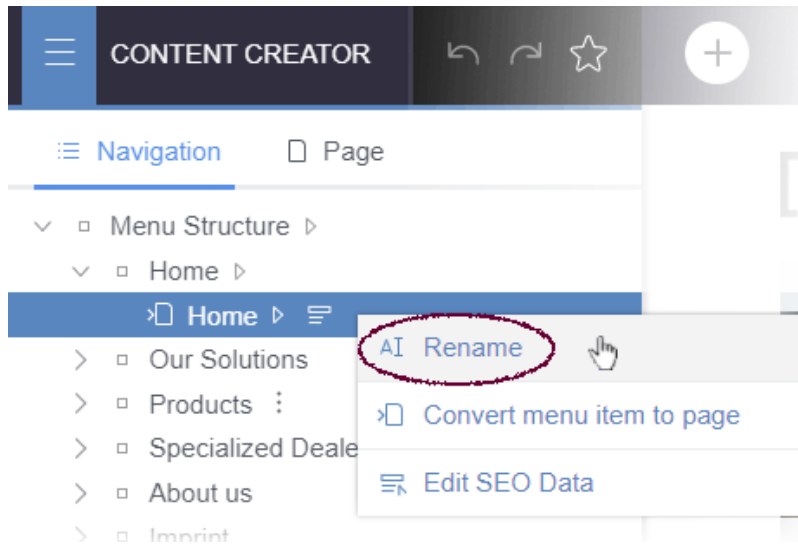 CONTENT CREATOR
Navigation Page
Menu Structure
Home
Home
Rename
Our Solutions
Products
Convert menu item to page
Specialized Deale
About us
Edit SEO Data
Imprint